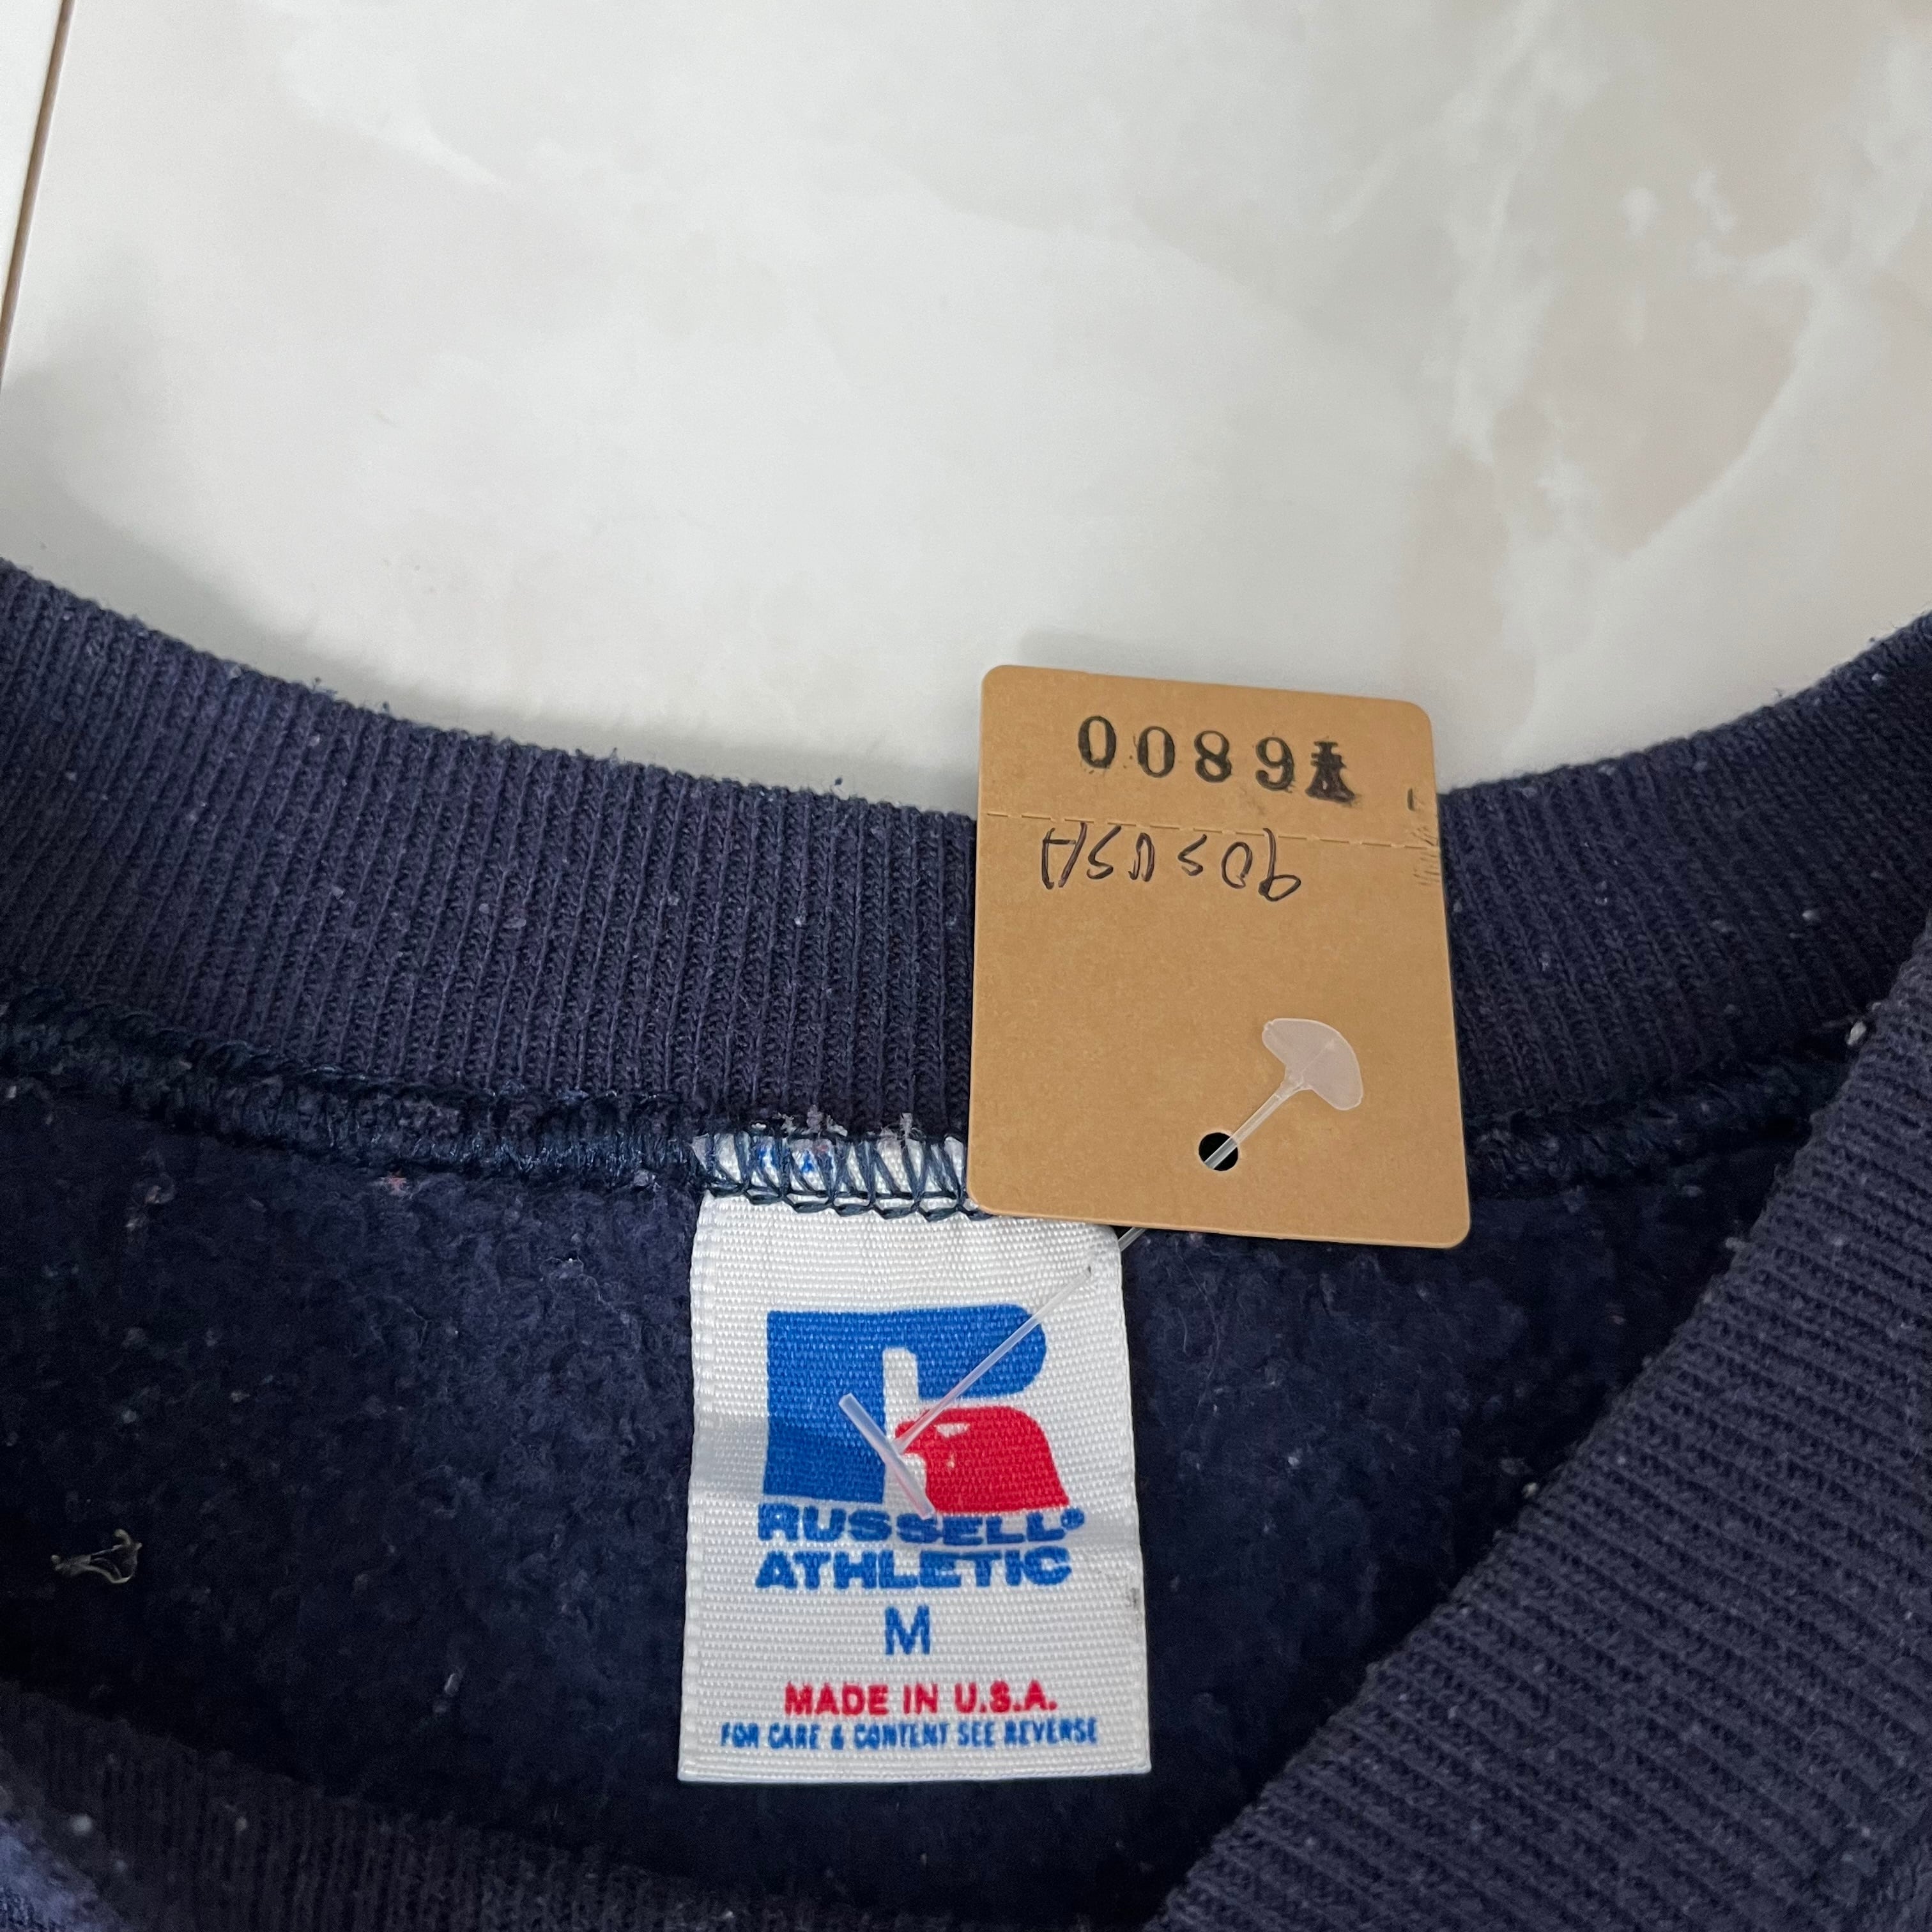 90s USA
¥6800
RUSSELL®
ATHLETIC
M
MADE IN U.S.A.
FOR CARE & CONTENT SEE REVERSE